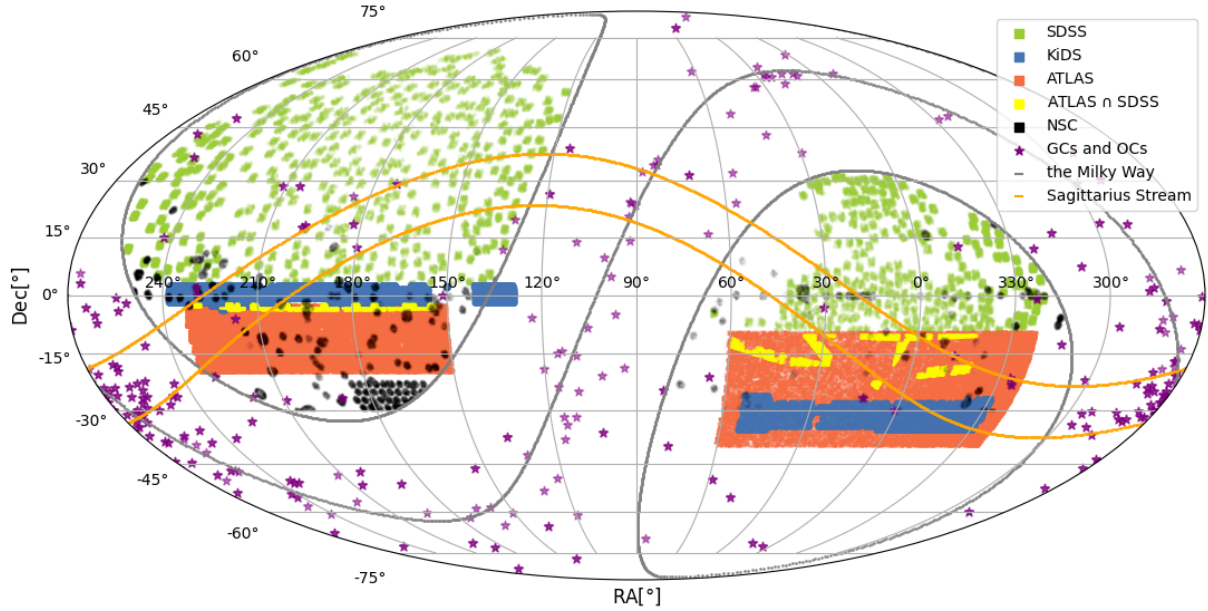 75°
60°
45°
30°
15°
0°
-15°
-30°
-45°
-60°
-75°
240°
210°
180°
150°
120°
60°
30°
0°
330°
300°
Dec[°]
RA[°]
SDSS
KiDS
ATLAS
ATLAS ∩ SDSS
NSC
GCs and OCs
the Milky Way
Sagittarius Stream